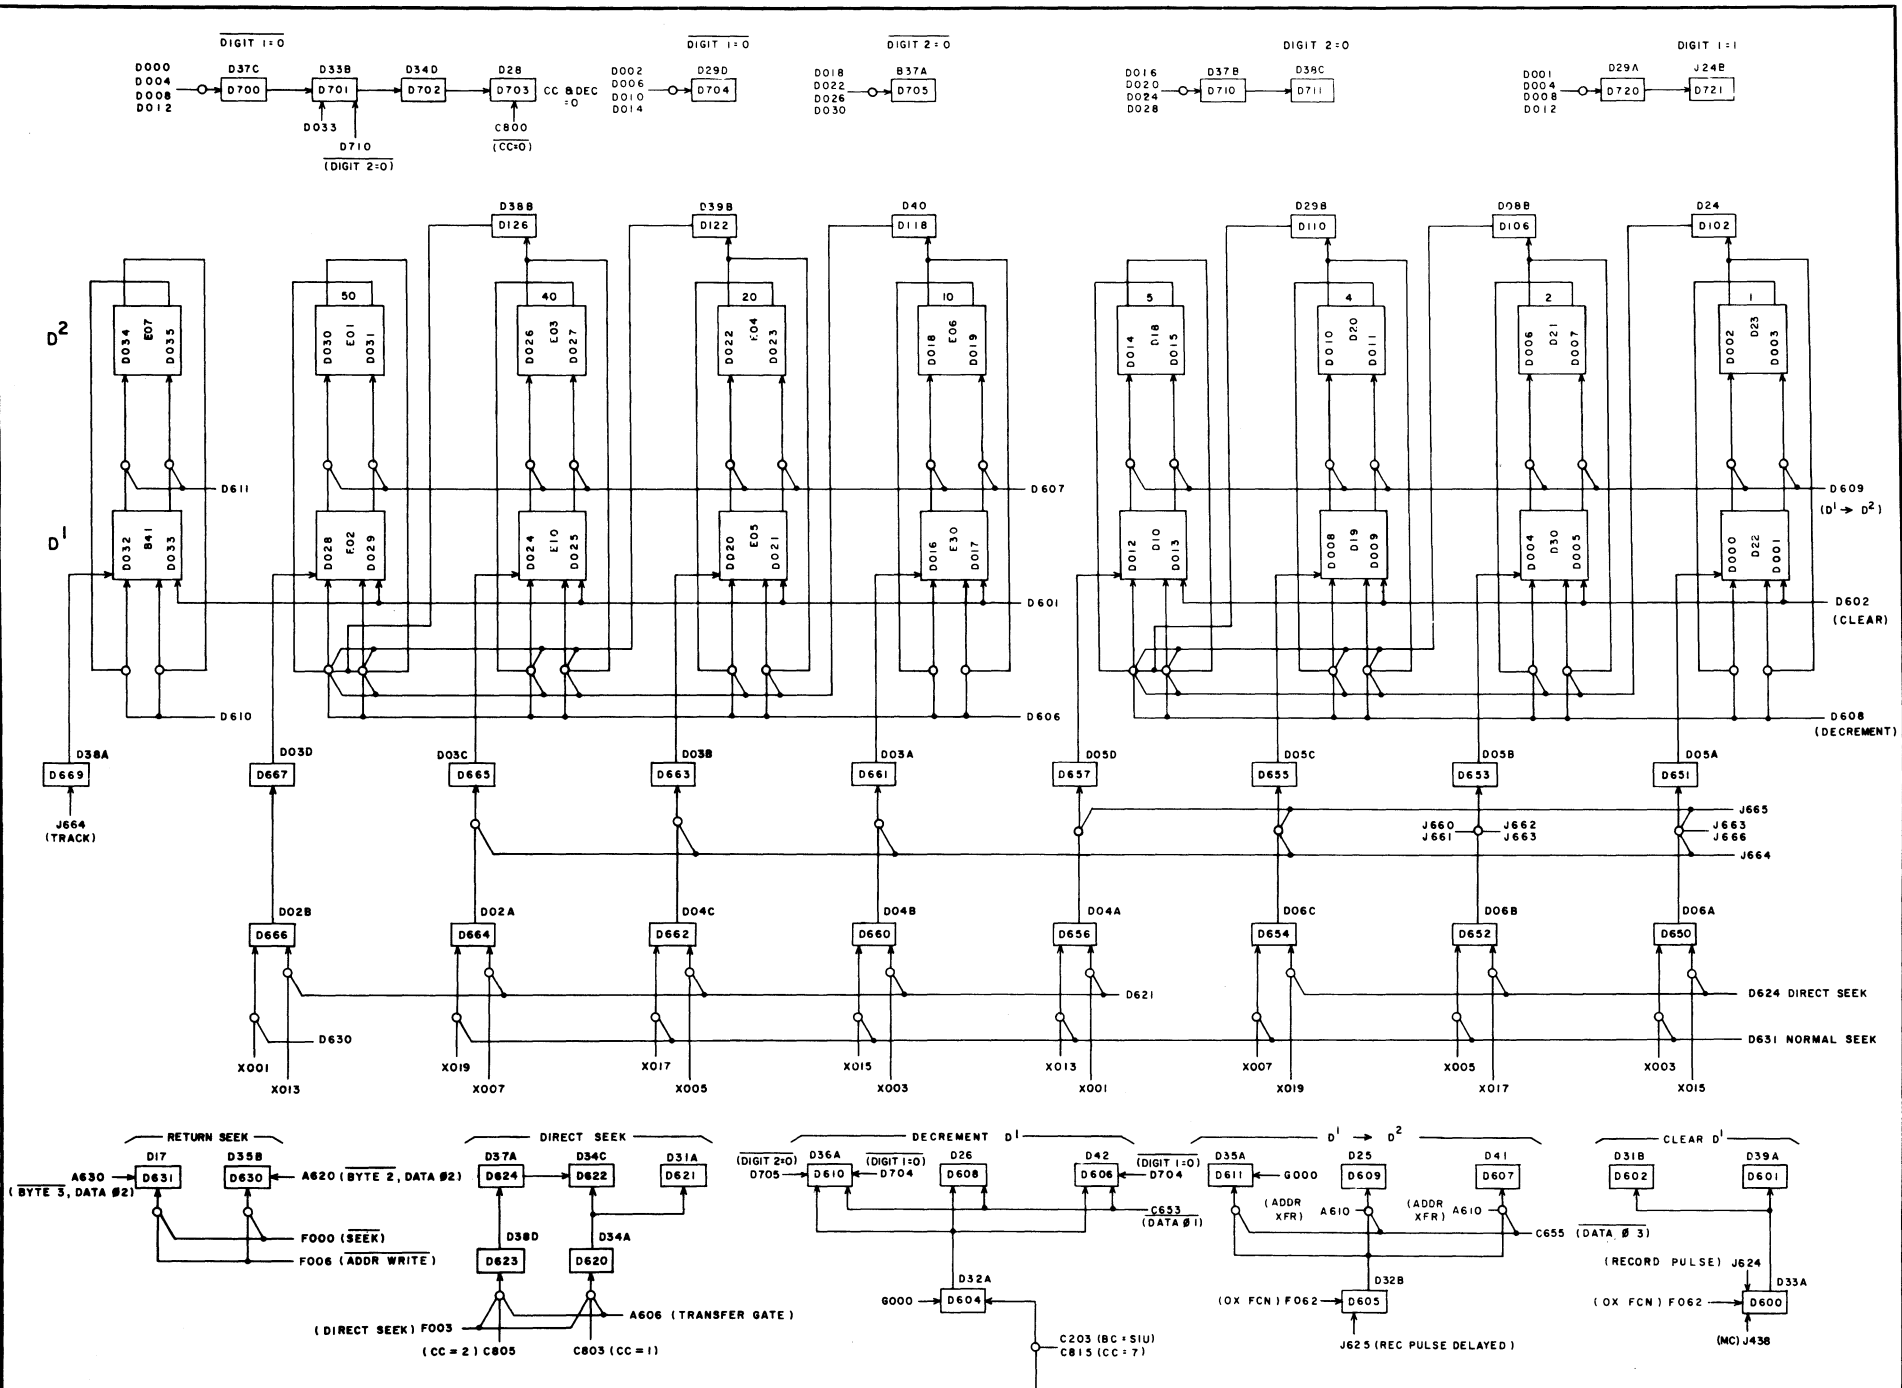 DIGIT 1=0 DIGIT 1=0 DIGIT 2=0 DIGIT 2=0 DIGIT 1=1
D37C D33B D34D D28 D29D B37A D37B D38C D29A J24B
D000 D002 D018 D016 D001
D004 D006 D022 D020 D004
D008 D010 D026 D024 D008
D012 D014 D030 D028 D012
D700 D701 D702 D703 CC & DEC D704 D705 D710 D711 D720 D721
=0
D033 C800
D710 (CC=0)
(DIGIT 2=0)
D38B D39B D40 D29B D08B D24
D126 D122 D118 D110 D106 D102
50 40 20 10 5 4 2 1
D²
D034 E07 D035 D030 E01 D031 D026 E03 D027 D022 E04 D023 D018 E06 D019 D014 D18 D015 D010 D20 D011 D006 D21 D007 D002 D23 D003
D611 D607 D609
(D¹ → D²)
D¹
D032 B41 D033 D028 E02 D029 D024 E10 D025 D020 E05 D021 D016 E30 D017 D012 D10 D013 D008 D19 D009 D004 D30 D005 D000 D22 D001
D601 D602
(CLEAR)
D610 D606 D608
(DECREMENT)
D38A D03D D03C D03B D03A D05D D05C D05B D05A
D669 D667 D665 D663 D661 D657 D655 D653 D651
J664
(TRACK)
J665
J660 J662 J663
J661 J663 J666
J664
D02B D02A D04C D04B D04A D06C D06B D06A
D666 D664 D662 D660 D656 D654 D652 D650
D621 D624 DIRECT SEEK
D630 D631 NORMAL SEEK
X001 X019 X017 X015 X013 X007 X005 X003
X013 X007 X005 X003 X001 X019 X017 X015
RETURN SEEK DIRECT SEEK DECREMENT D¹ D¹ → D² CLEAR D¹
D17 D35B D37A D34C D31A (DIGIT 2=0) D36A (DIGIT 1=0) D26 D42 (DIGIT 1=0) D35A D25 D41 D31B D39A
A630 D631 D630 A620 (BYTE 2, DATA Ø2) D624 D622 D621 D705 D610 D704 D608 D606 D704 D611 G000 D609 D607 D602 D601
(BYTE 3, DATA Ø2)
(ADDR XFR) A610 (ADDR XFR) A610
C653
(DATA Ø1)
C655 (DATA Ø 3)
F000 (SEEK)
F006 (ADDR WRITE)
D38D D34A
D623 D620
(RECORD PULSE) J624
D32A D32B D33A
G000 D604 (OX FCN) F062 D605 (OX FCN) F062 D600
A606 (TRANSFER GATE)
(DIRECT SEEK) F003
(CC = 2) C805 C803 (CC = 1)
C203 (BC = SIU)
C815 (CC = 7)
J625 (REC PULSE DELAYED)
(MC) J438